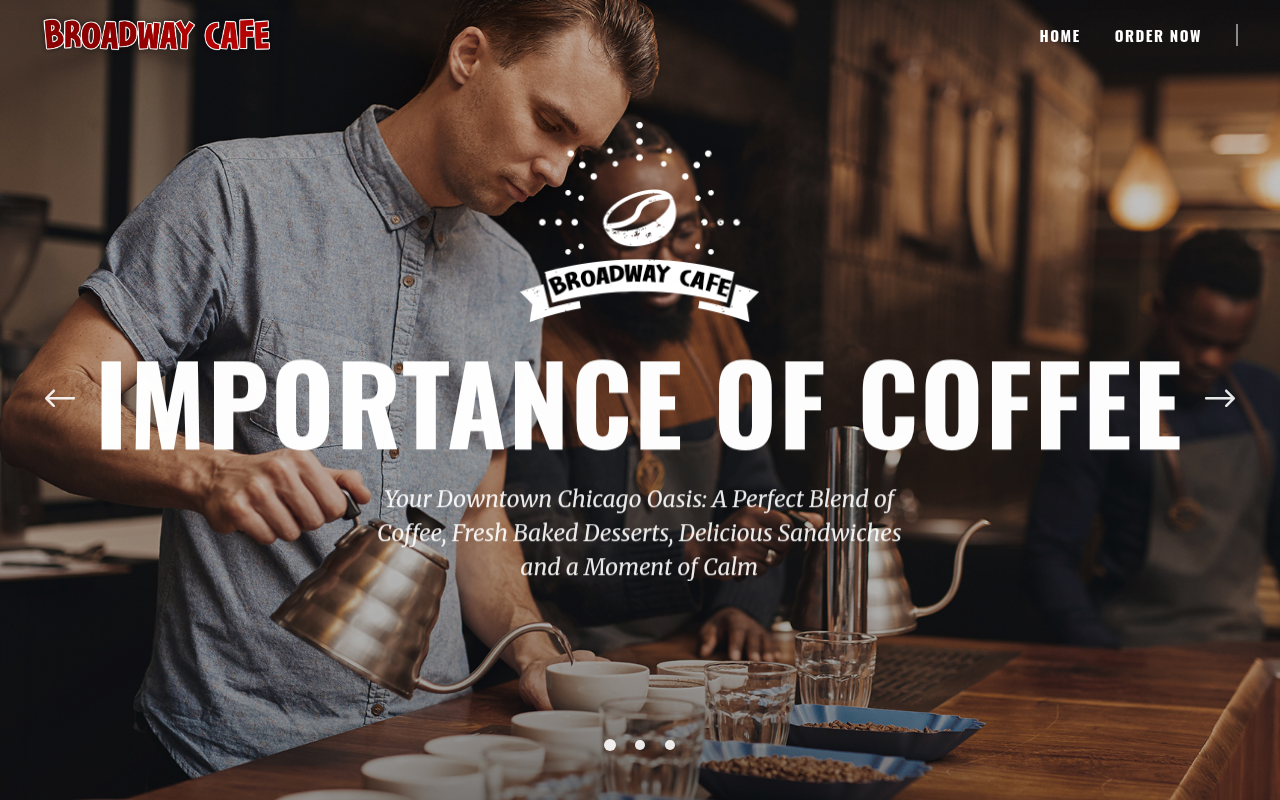 BROADWAY CAFE
HOME
ORDER NOW
BROADWAY CAFE
IMPORTANCE OF COFFEE
Your Downtown Chicago Oasis: A Perfect Blend of
Coffee, Fresh Baked Desserts, Delicious Sandwiches
and a Moment of Calm